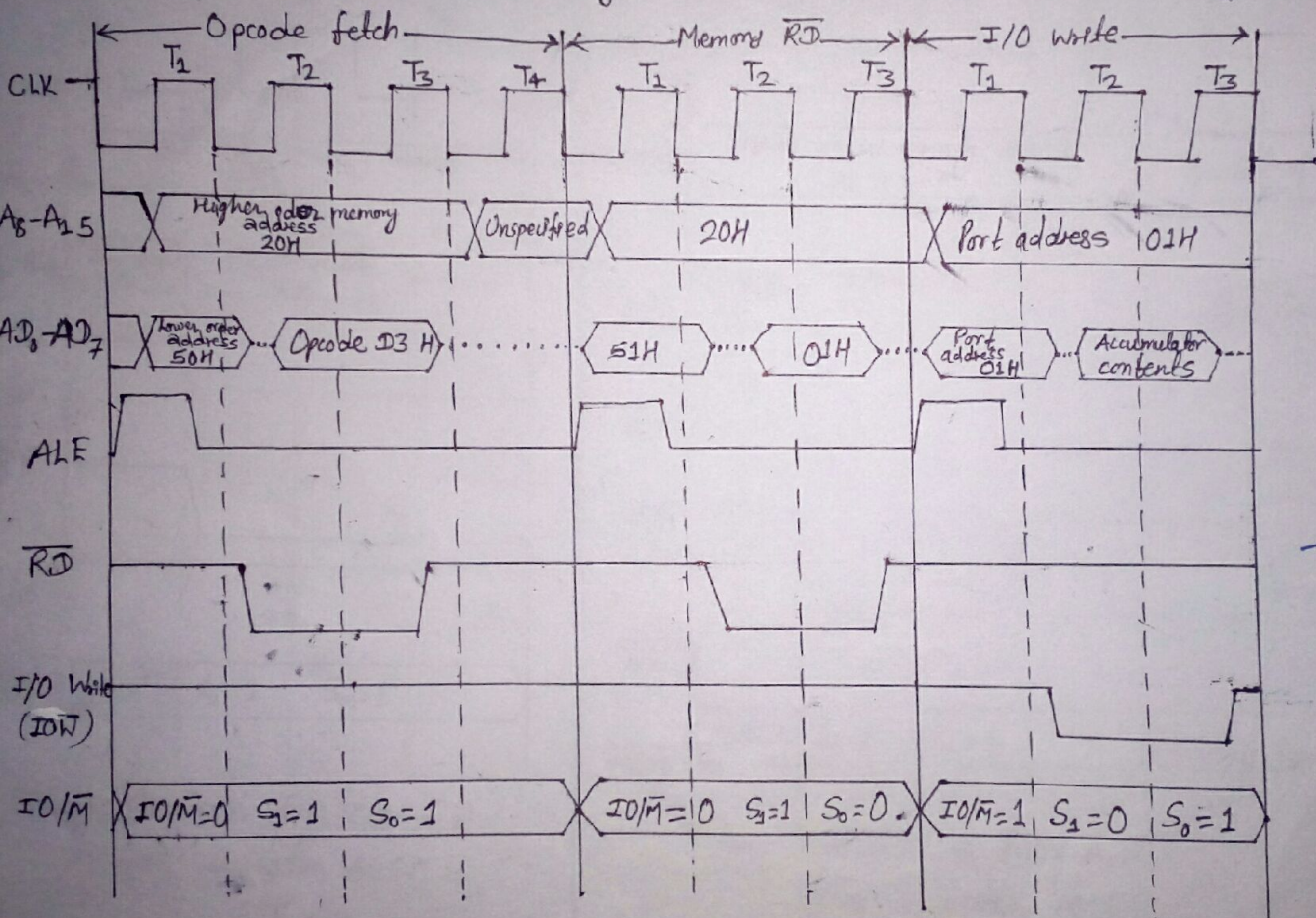 Opcode fetch Memory R̅D̅ I/O write
T₁ T₂ T₃ T₄ T₁ T₂ T₃ T₁ T₂ T₃
CLK
A₈-A₁₅
Higher order memory
address
20H
Unspecified
20H
Port address 01H
AD₀-AD₇
Lower order
address
50H
Opcode D3 H
51H
01H
Port
address
01H
Accumulator
contents
ALE
R̅D̅
I/O Write
(IOW̅)
IO/M̅
IO/M̅=0 S₁=1 S₀=1
IO/M̅=0 S₁=1 S₀=0.
IO/M̅=1 S₁=0 S₀=1